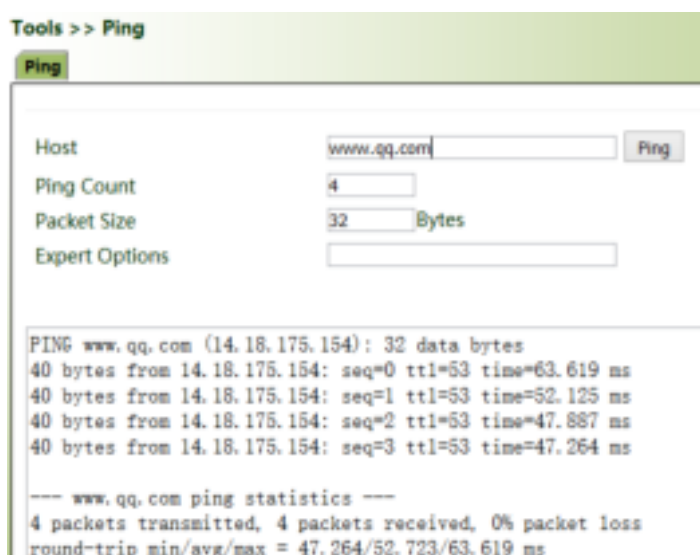 Tools >> Ping
Ping
Host www.qq.com Ping
Ping Count 4
Packet Size 32 Bytes
Expert Options
PING www.qq.com (14.18.175.154): 32 data bytes
40 bytes from 14.18.175.154: seq=0 ttl=53 time=63.619 ms
40 bytes from 14.18.175.154: seq=1 ttl=53 time=52.125 ms
40 bytes from 14.18.175.154: seq=2 ttl=53 time=47.887 ms
40 bytes from 14.18.175.154: seq=3 ttl=53 time=47.264 ms
--- www.qq.com ping statistics ---
4 packets transmitted, 4 packets received, 0% packet loss
round-trip min/avg/max = 47.264/52.723/63.619 ms